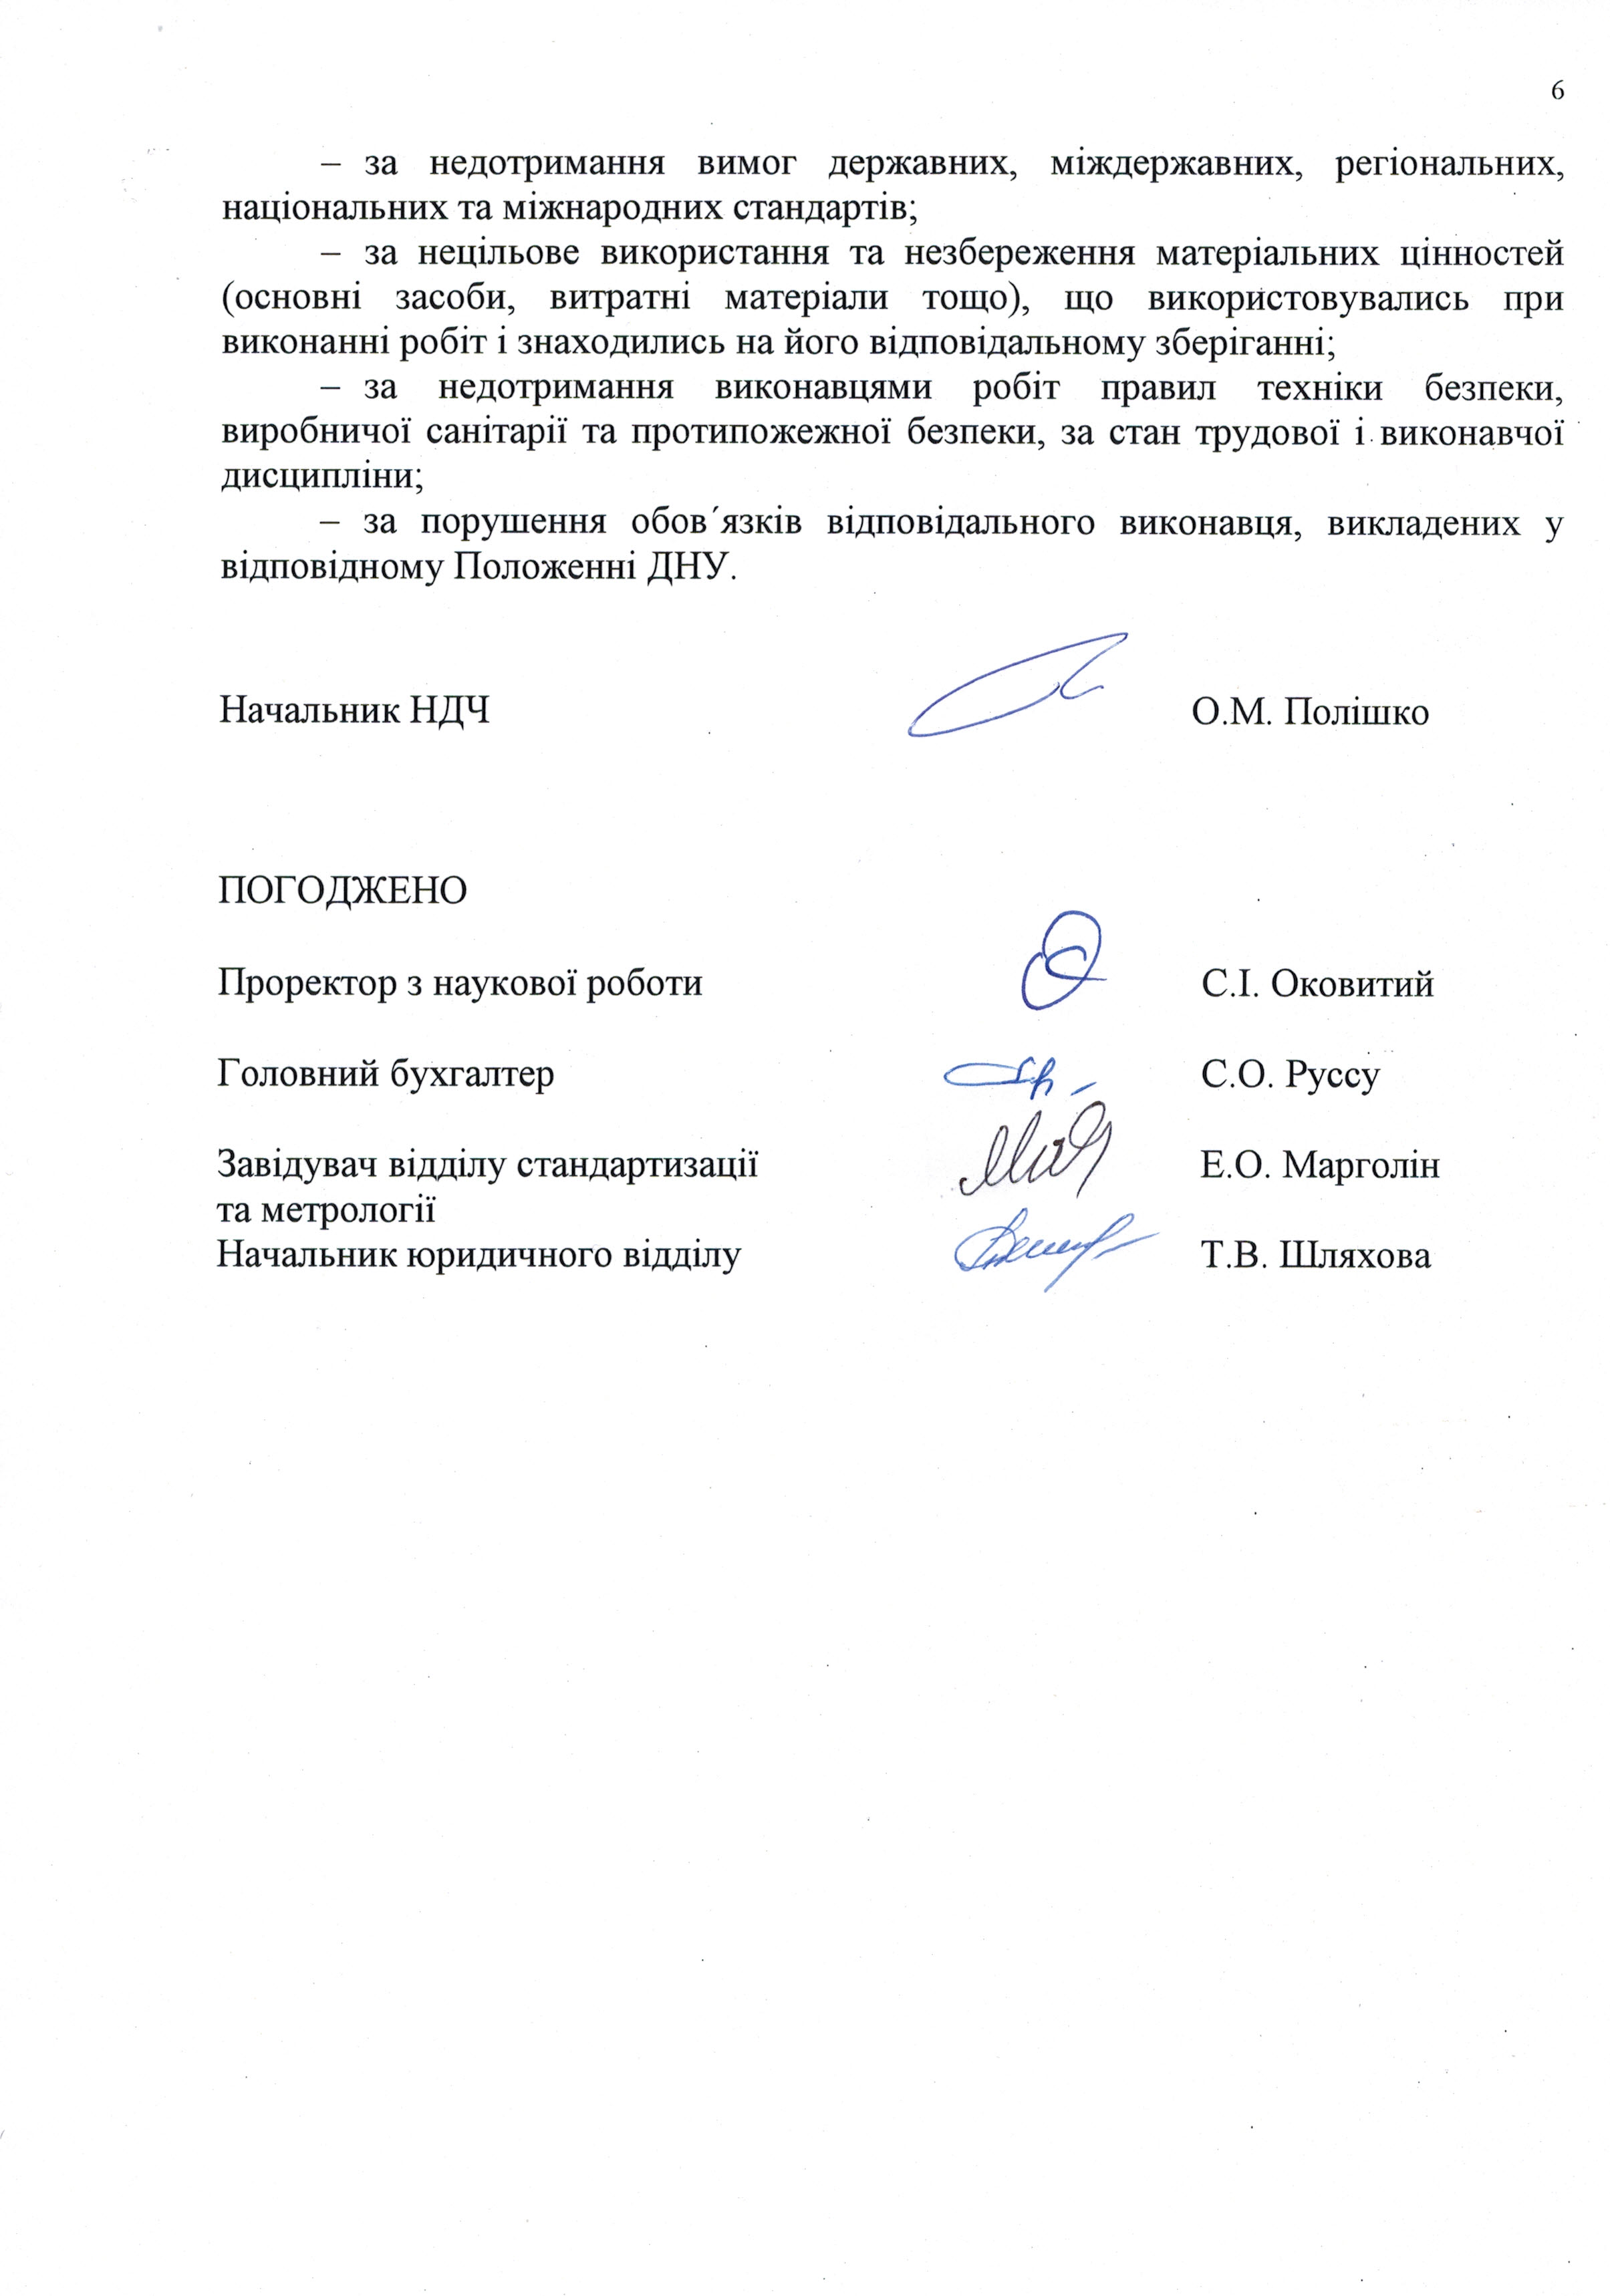 6
– за недотримання вимог державних, міждержавних, регіональних,
національних та міжнародних стандартів;
– за нецільове використання та незбереження матеріальних цінностей
(основні засоби, витратні матеріали тощо), що використовувались при
виконанні робіт і знаходились на його відповідальному зберіганні;
– за недотримання виконавцями робіт правил техніки безпеки,
виробничої санітарії та протипожежної безпеки, за стан трудової і виконавчої
дисципліни;
– за порушення обов´язків відповідального виконавця, викладених у
відповідному Положенні ДНУ.
Начальник НДЧ О.М. Полішко
ПОГОДЖЕНО
Проректор з наукової роботи С.І. Оковитий
Головний бухгалтер С.О. Руссу
Завідувач відділу стандартизації Е.О. Марголін
та метрології
Начальник юридичного відділу Т.В. Шляхова